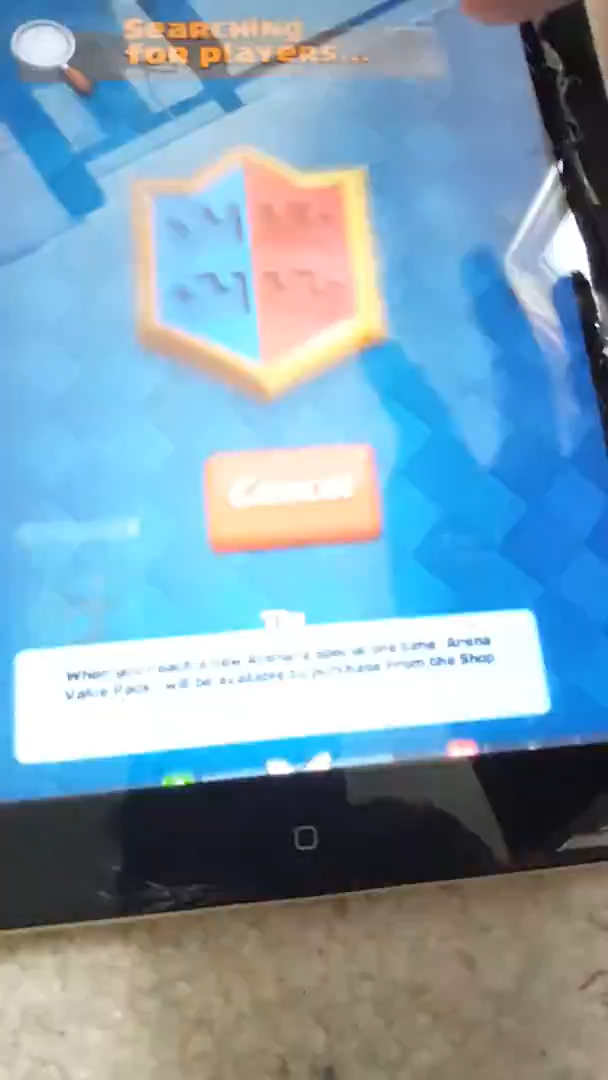 Searching
for players...
Cancel
Tip
When you reach a new Arena a special one time Arena
Value Pack will be available to purchase from the Shop